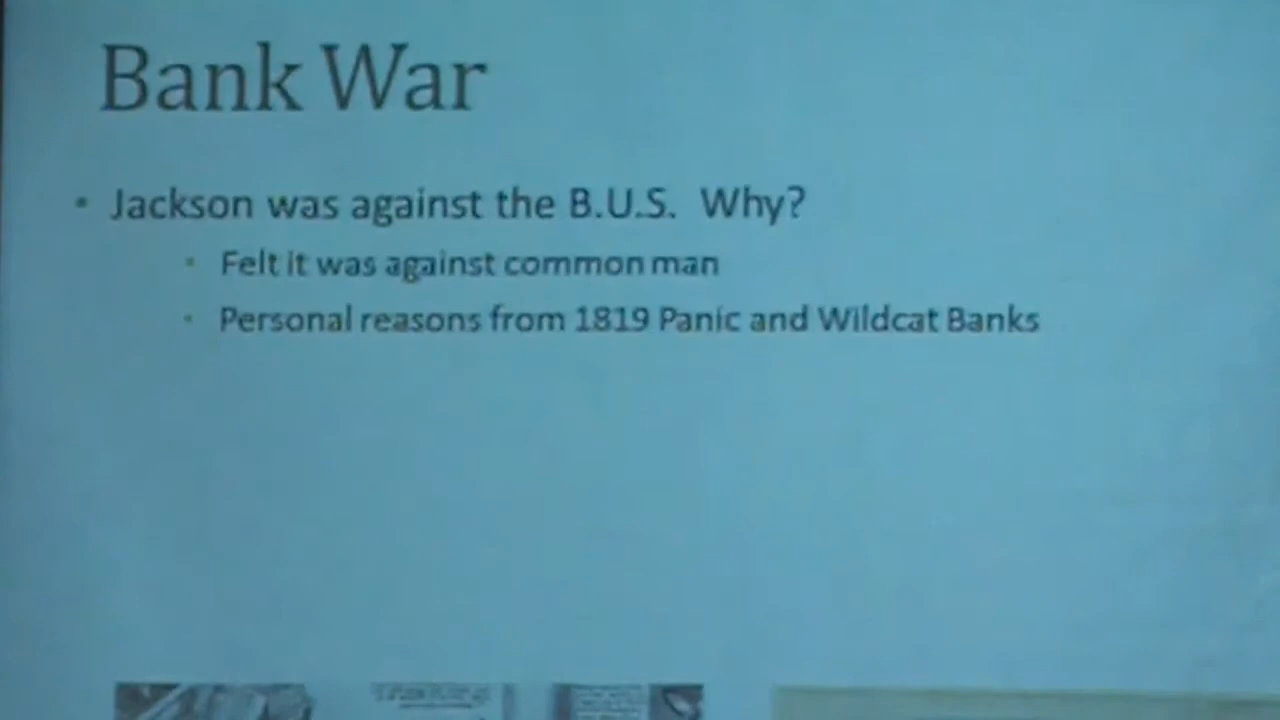 Bank War
• Jackson was against the B.U.S. Why?
• Felt it was against common man
• Personal reasons from 1819 Panic and Wildcat Banks